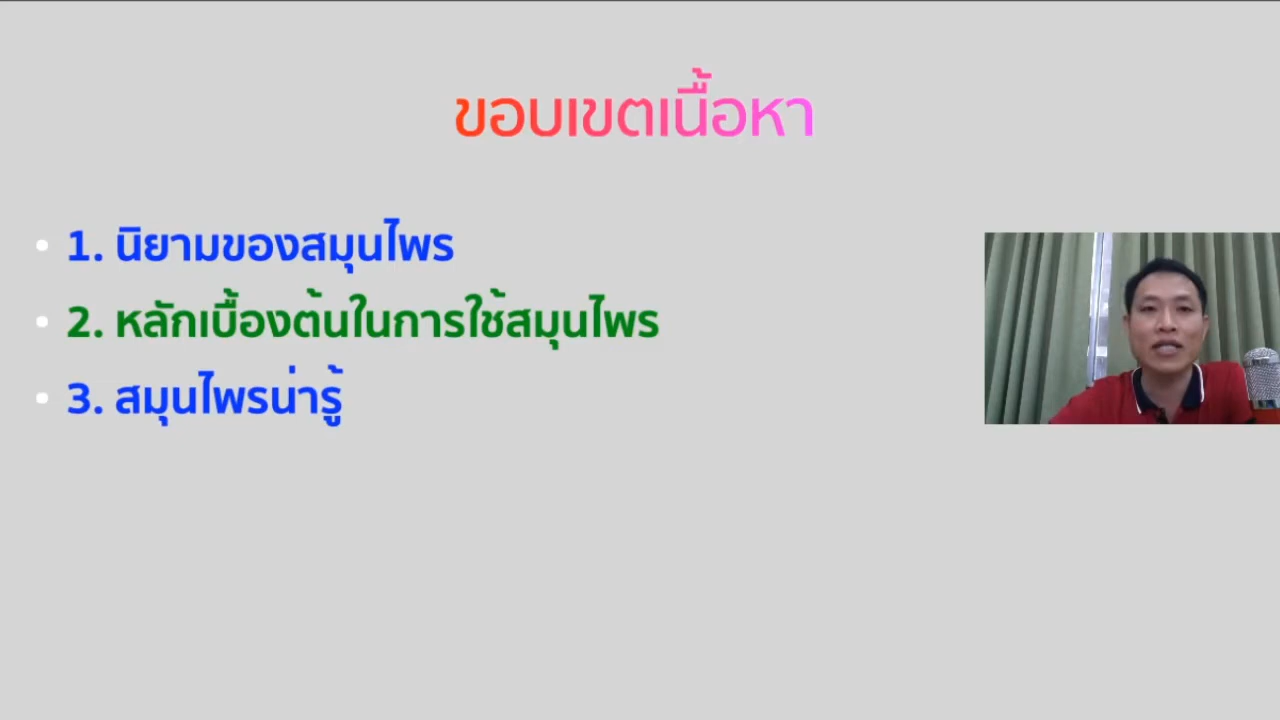 ขอบเขตเนื้อหา
1. นิยามของสมุนไพร
2. หลักเบื้องต้นในการใช้สมุนไพร
3. สมุนไพรน่ารู้